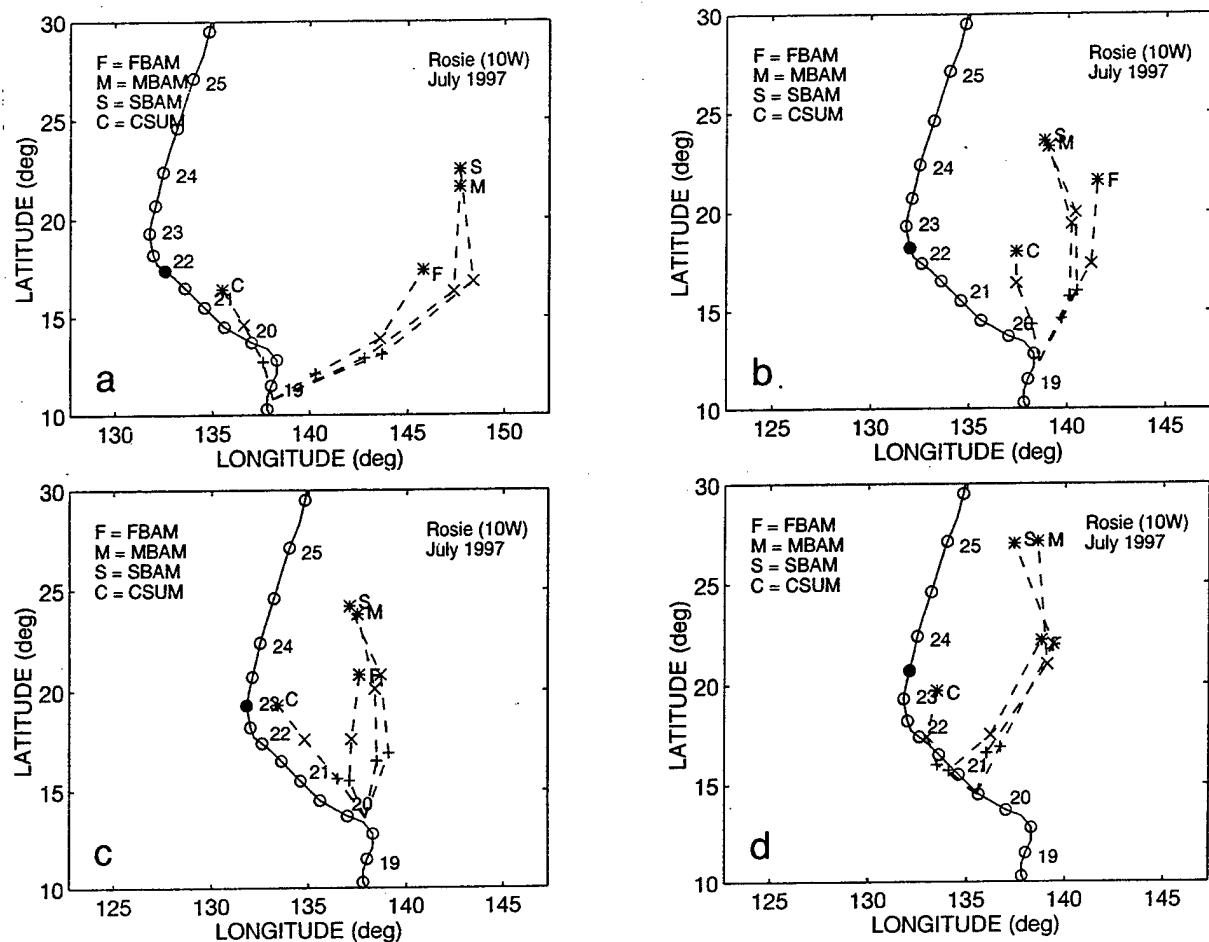 30
25
20
15
10
LATITUDE (deg)
F = FBAM
M = MBAM
S = SBAM
C = CSUM
Rosie (10W)
July 1997
25
24
23
22
21
20
19
S
M
F
C
a
130 135 140 145 150
LONGITUDE (deg)
30
25
20
15
10
LATITUDE (deg)
F = FBAM
M = MBAM
S = SBAM
C = CSUM
Rosie (10W)
July 1997
25
24
23
22
21
20
19
S
M
F
C
b
125 130 135 140 145
LONGITUDE (deg)
30
25
20
15
10
LATITUDE (deg)
F = FBAM
M = MBAM
S = SBAM
C = CSUM
Rosie (10W)
July 1997
25
24
23
22
21
20
19
S
M
F
C
c
125 130 135 140 145
LONGITUDE (deg)
30
25
20
15
10
LATITUDE (deg)
F = FBAM
M = MBAM
S = SBAM
C = CSUM
Rosie (10W)
July 1997
25
24
23
22
21
20
19
S
M
F
C
d
125 130 135 140 145
LONGITUDE (deg)